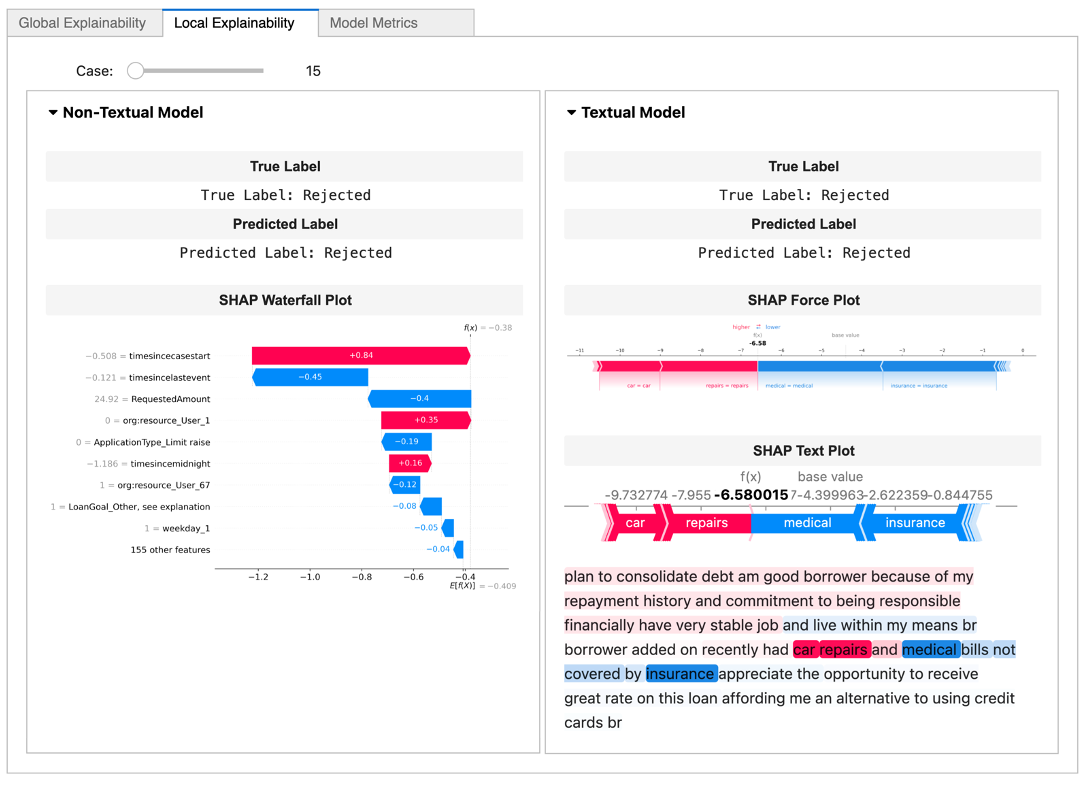 Global Explainability
Local Explainability
Model Metrics
Case:
15
Non-Textual Model
True Label
True Label: Rejected
Predicted Label
Predicted Label: Rejected
SHAP Waterfall Plot
f(x) = −0.38
−0.508 = timesincecasestart
+0.84
−0.121 = timesincelastevent
−0.45
24.92 = RequestedAmount
−0.4
0 = org:resource_User_1
+0.35
0 = ApplicationType_Limit raise
−0.19
−1.186 = timesincemidnight
+0.16
1 = org:resource_User_67
−0.12
1 = LoanGoal_Other, see explanation
−0.08
1 = weekday_1
−0.05
155 other features
−0.04
−1.2 −1.0 −0.8 −0.6 −0.4
E[f(X)] = −0.409
Textual Model
True Label
True Label: Rejected
Predicted Label
Predicted Label: Rejected
SHAP Force Plot
higher ⇄ lower
f(x) base value
-6.58
−11 −10 −9 −8 −7 −6 −5 −4 −3 −2 −1 0
car = car
repairs = repairs
medical = medical
insurance = insurance
SHAP Text Plot
f(x) base value
-9.732774 -7.955 -6.580015 7-4.399963-2.622359-0.844755
car repairs medical insurance
plan to consolidate debt am good borrower because of my
repayment history and commitment to being responsible
financially have very stable job and live within my means br
borrower added on recently had car repairs and medical bills not
covered by insurance appreciate the opportunity to receive
great rate on this loan affording me an alternative to using credit
cards br